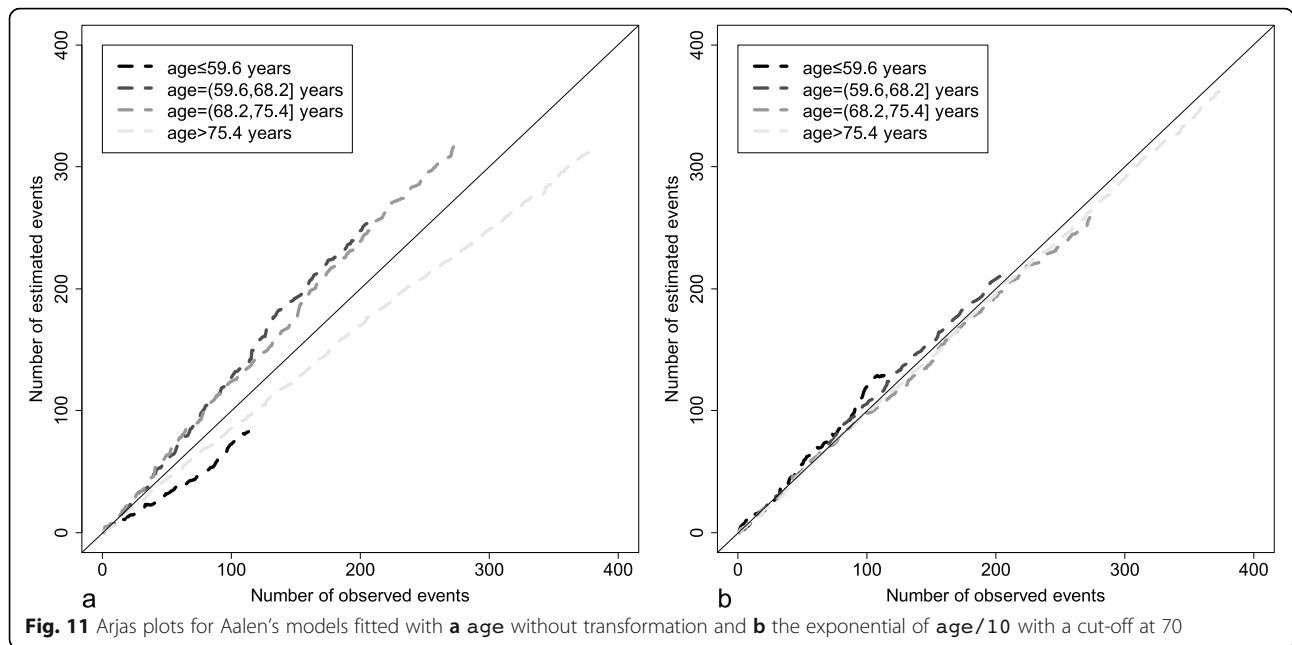 400
300
200
100
0
Number of estimated events
age≤59.6 years
age=(59.6,68.2] years
age=(68.2,75.4] years
age>75.4 years
0 100 200 300 400
a
Number of observed events
400
300
200
100
0
Number of estimated events
age≤59.6 years
age=(59.6,68.2] years
age=(68.2,75.4] years
age>75.4 years
0 100 200 300 400
b
Number of observed events
Fig. 11 Arjas plots for Aalen's models fitted with a age without transformation and b the exponential of age/10 with a cut-off at 70